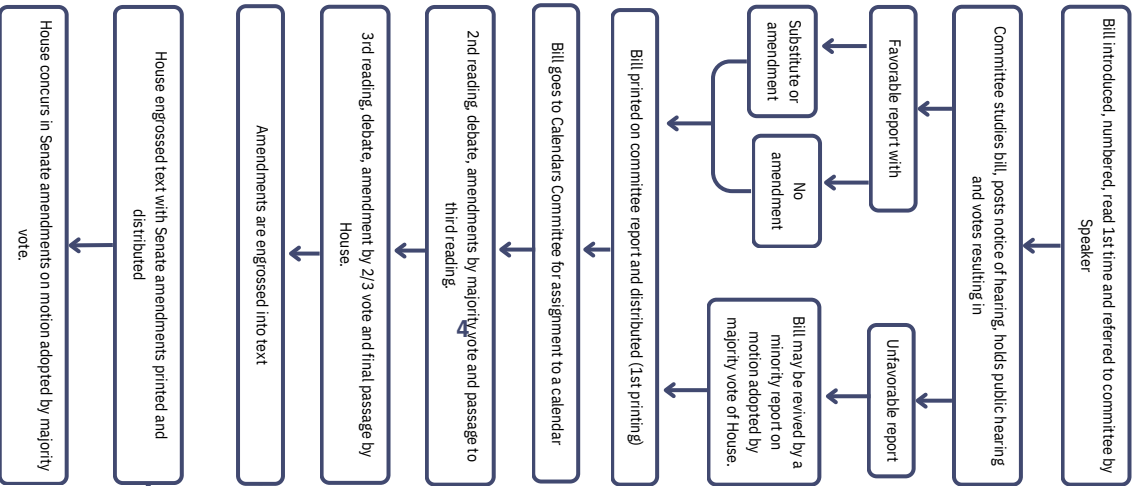 Bill introduced, numbered, read 1st time and referred to committee by
Speaker
Committee studies bill, posts notice of hearing, holds public hearing
and votes resulting in
Favorable report with
Unfavorable report
Substitute or
amendment
No
amendment
Bill may be revived by a
minority report on
motion adopted by
majority vote of House.
Bill printed on committee report and distributed (1st printing)
Bill goes to Calendars Committee for assignment to a calendar
2nd reading, debate, amendments by majority vote and passage to
third reading.
4
3rd reading, debate, amendment by 2/3 vote and final passage by
House.
Amendments are engrossed into text
House engrossed text with Senate amendments printed and
distributed
House concurs in Senate amendments on motion adopted by majority
vote.